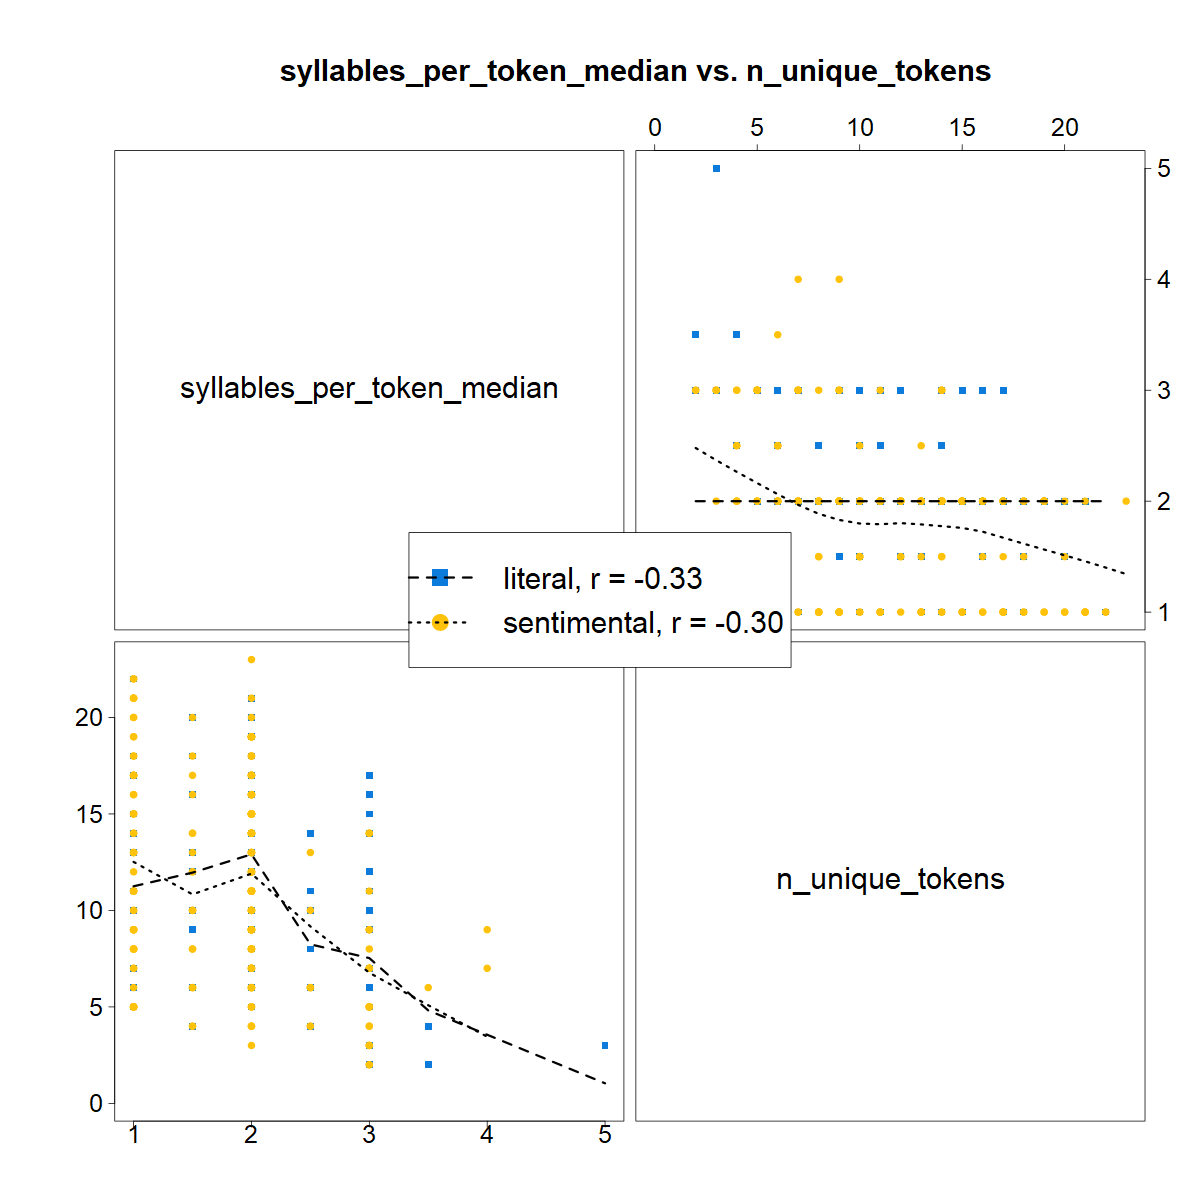 syllables_per_token_median vs. n_unique_tokens
0 5 10 15 20
5
4
3
2
1
syllables_per_token_median
literal, r = -0.33
sentimental, r = -0.30
20
15
10
5
0
n_unique_tokens
1 2 3 4 5